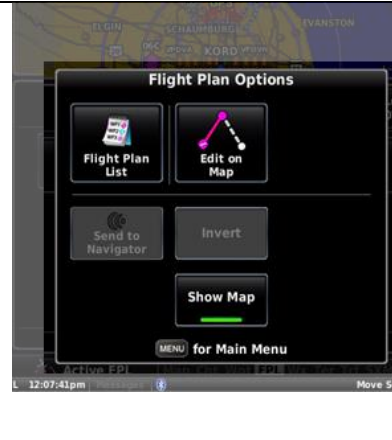 ELGIN
SCHAUMBURG
EVANSTON
KORD
Flight Plan Options
Flight Plan
List
Edit on
Map
Send to
Navigator
Invert
Show Map
MENU for Main Menu
Active FPL
L 12:07:41pm Messages Move S